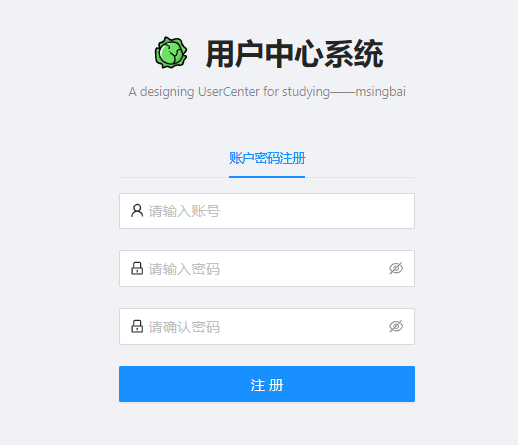 用户中心系统
A designing UserCenter for studying——msingbai
账户密码注册
请输入账号
请输入密码
请确认密码
注 册